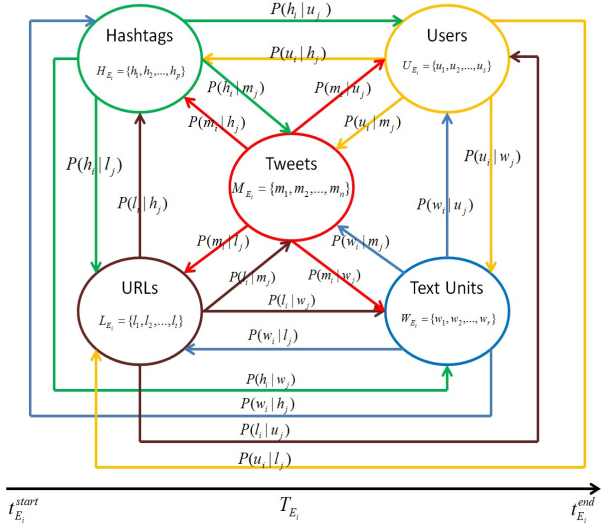 P(h_i | u_j)
Hashtags
H_{E_i} = {h_1, h_2, ..., h_p}
P(u_i | h_j)
Users
U_{E_i} = {u_1, u_2, ..., u_s}
P(h_i | m_j)
P(m_i | u_j)
P(m_i | h_j)
P(u_i | m_j)
P(h_i | l_j)
Tweets
M_{E_i} = {m_1, m_2, ..., m_n}
P(u_i | w_j)
P(l_i | h_j)
P(w_i | u_j)
P(m_i | l_j)
P(w_i | m_j)
P(l_i | m_j)
P(m_i | w_j)
URLs
L_{E_i} = {l_1, l_2, ..., l_t}
P(l_i | w_j)
Text Units
W_{E_i} = {w_1, w_2, ..., w_r}
P(w_i | l_j)
P(h_i | w_j)
P(w_i | h_j)
P(l_i | u_j)
P(u_i | l_j)
t_{E_i}^{start}
T_{E_i}
t_{E_i}^{end}